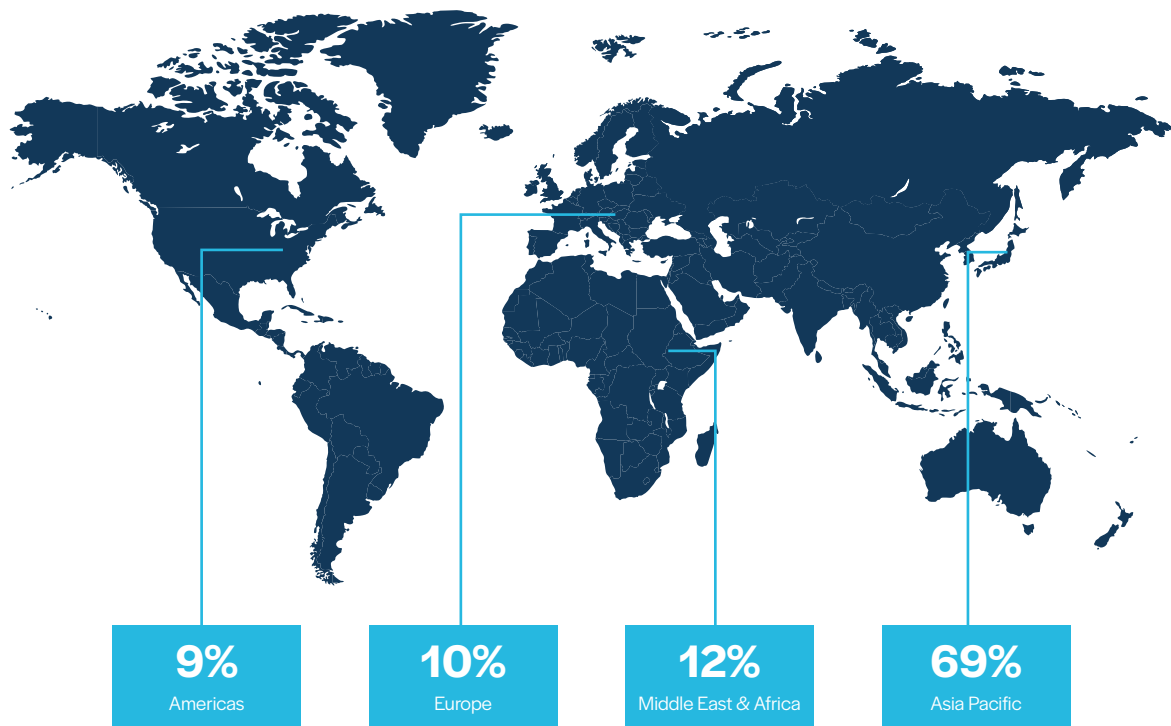 9%
Americas
10%
Europe
12%
Middle East & Africa
69%
Asia Pacific